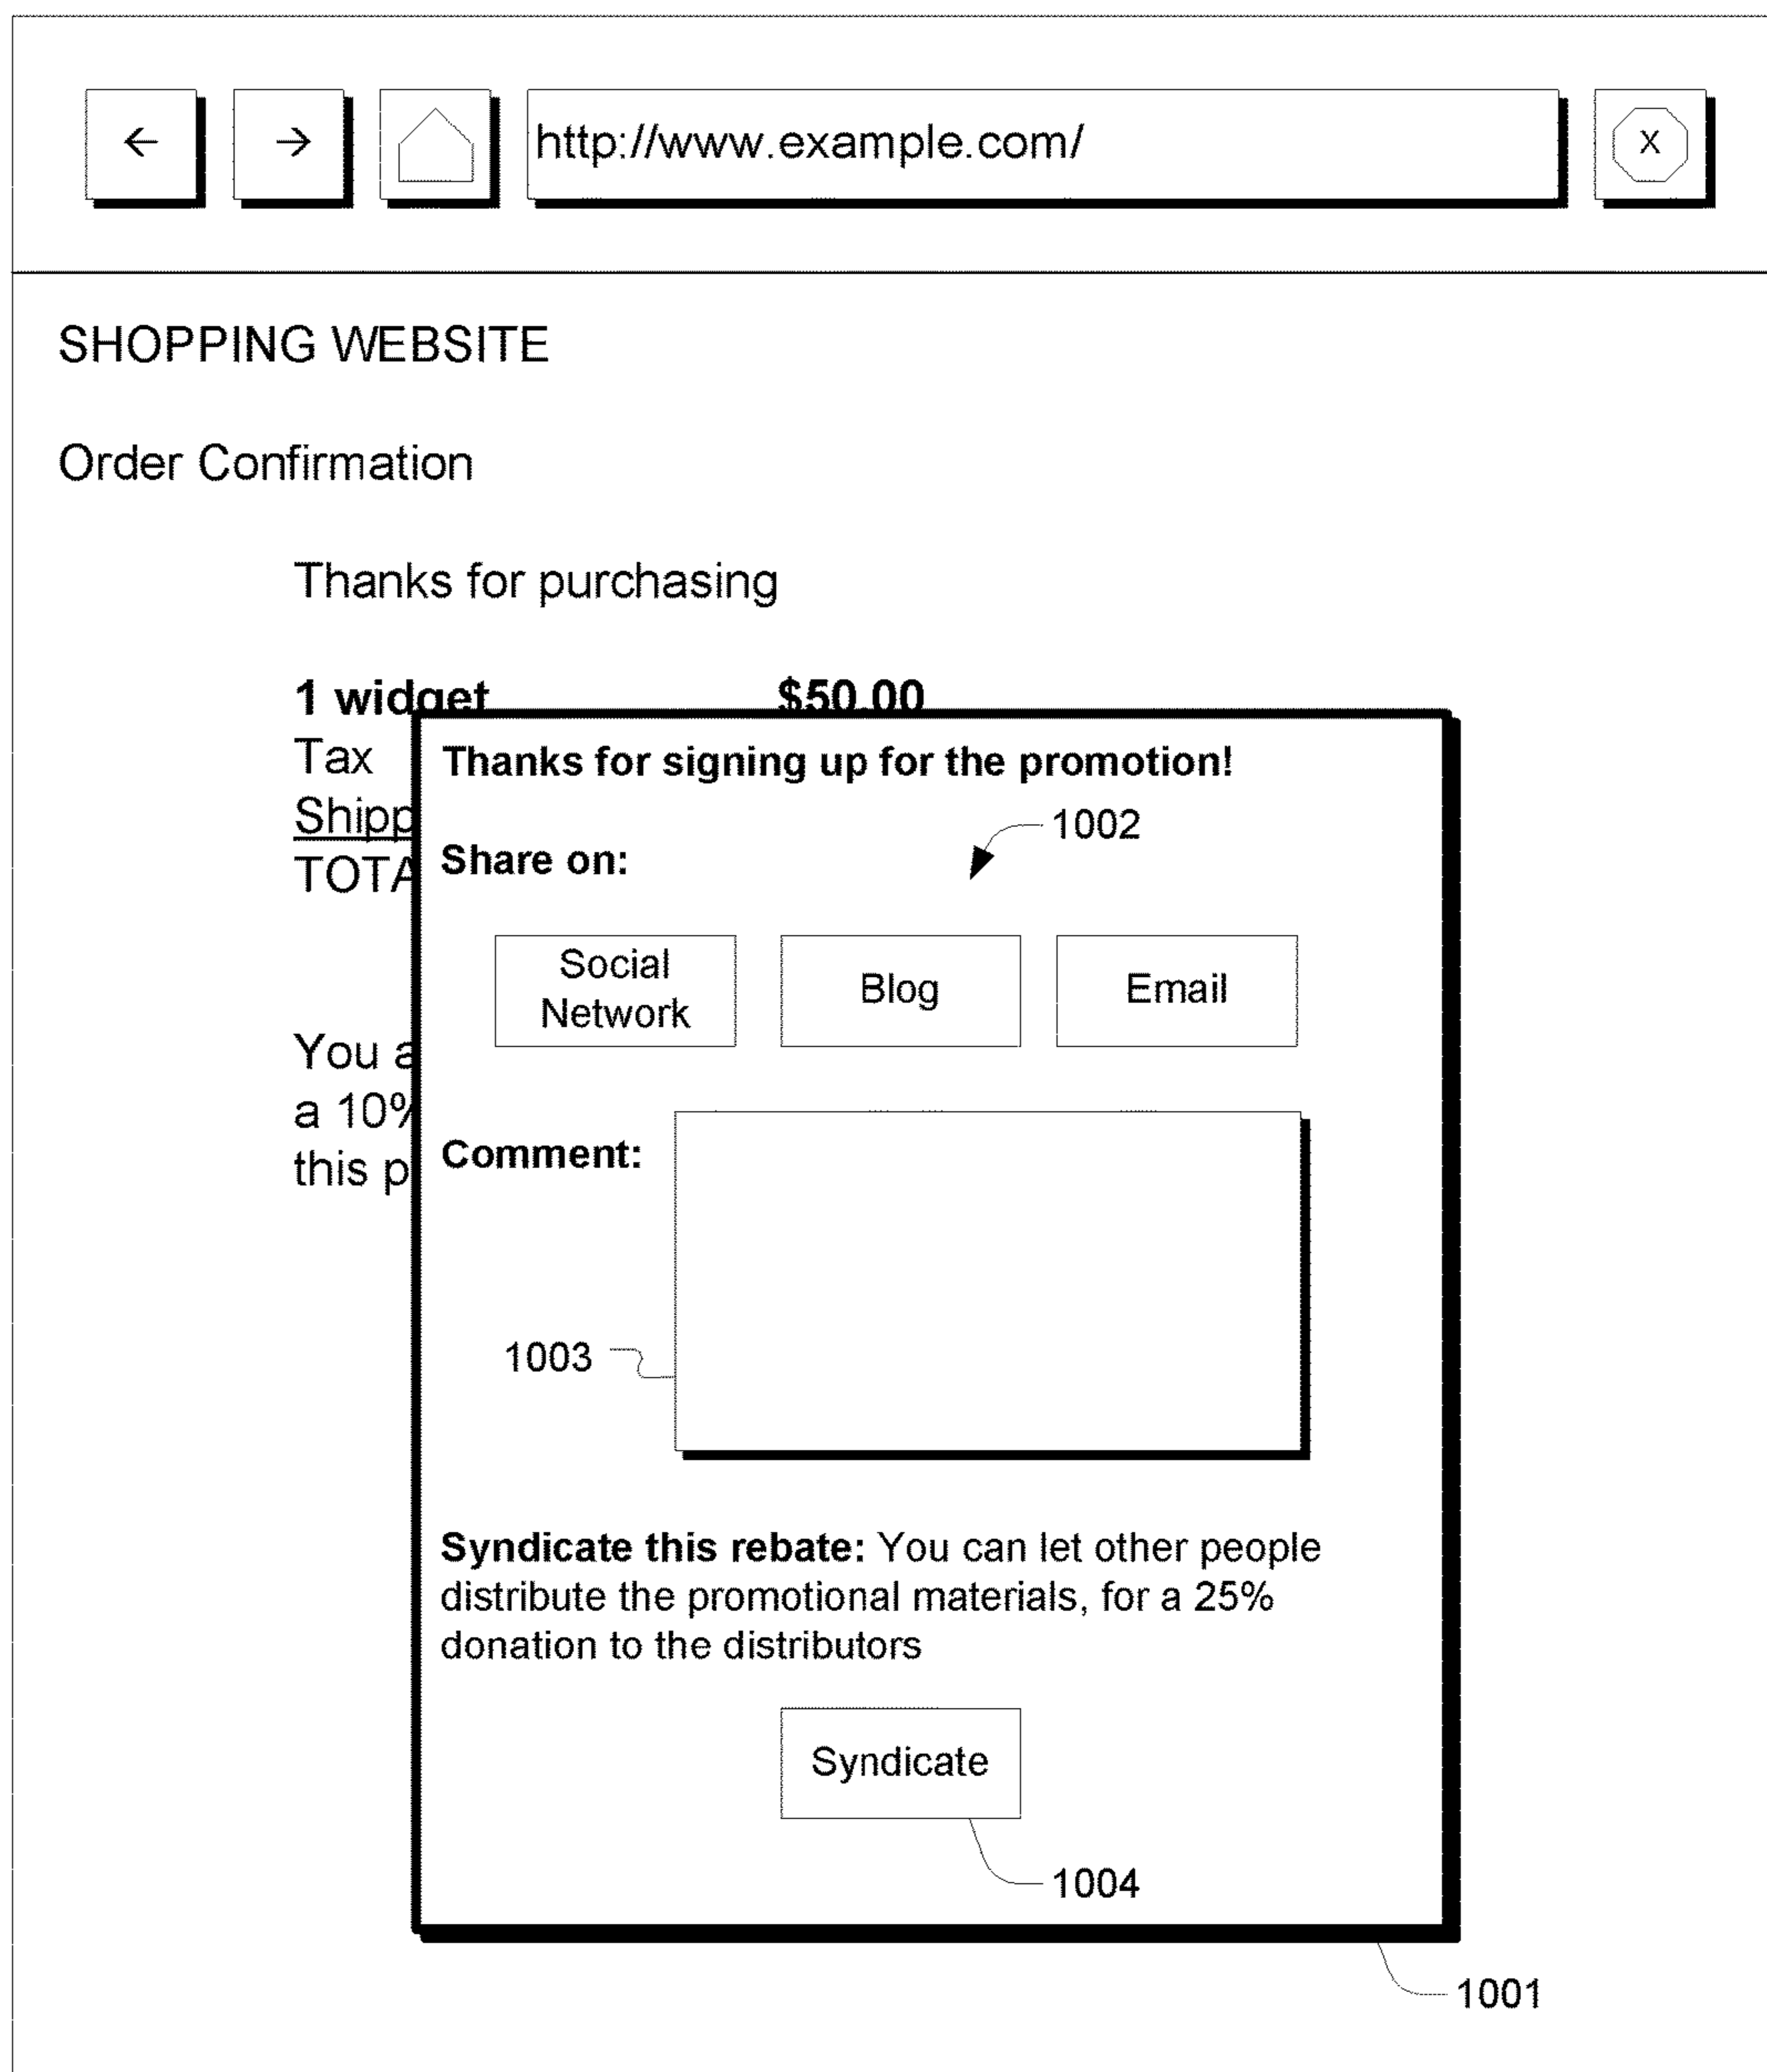 ←
→
http://www.example.com/
X
SHOPPING WEBSITE
Order Confirmation
Thanks for purchasing
1 widget $50.00
Tax
Shipp
TOTA
You a
a 10%
this p
Thanks for signing up for the promotion!
1002
Share on:
Social
Network
Blog
Email
Comment:
1003
Syndicate this rebate: You can let other people
distribute the promotional materials, for a 25%
donation to the distributors
Syndicate
1004
1001